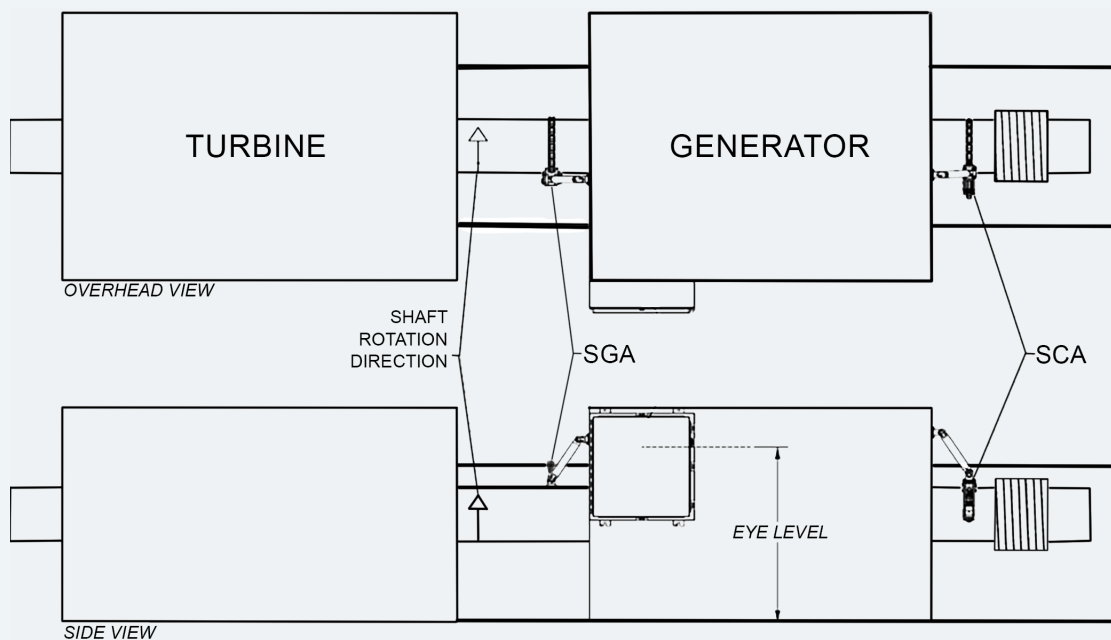 TURBINE
GENERATOR
OVERHEAD VIEW
SHAFT
ROTATION
DIRECTION
SGA
SCA
EYE LEVEL
SIDE VIEW